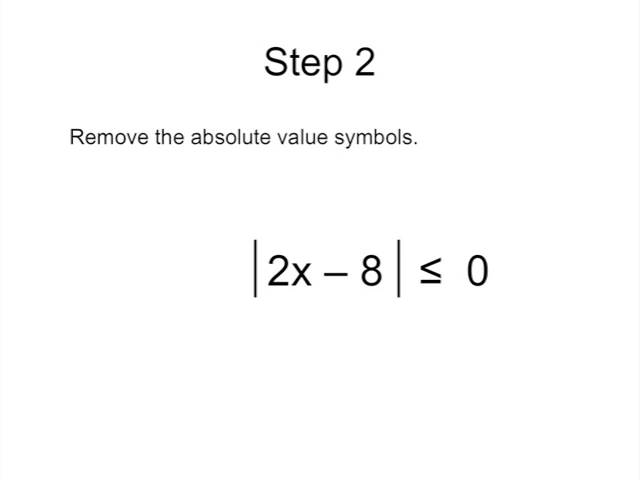 Step 2
Remove the absolute value symbols.
|2x – 8| ≤ 0